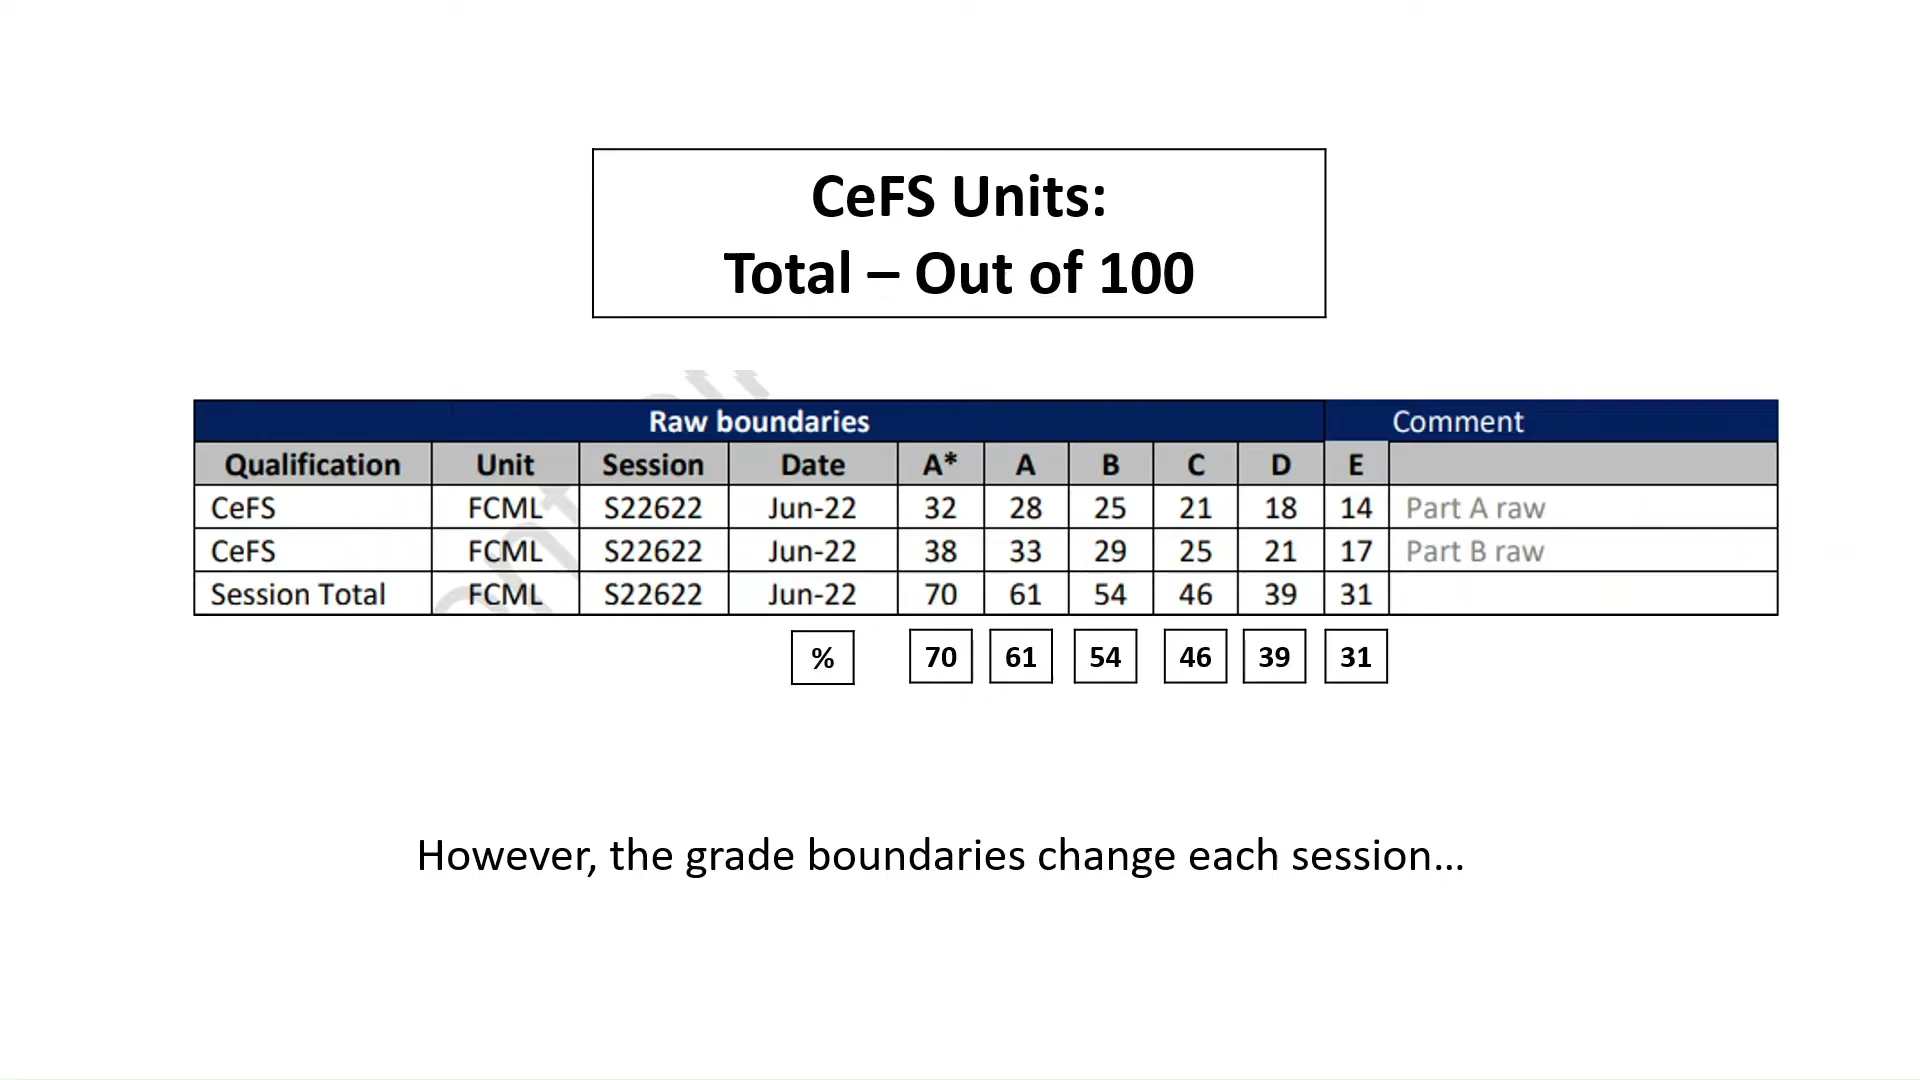 CeFS Units:
Total – Out of 100
Raw boundaries Comment
Qualification Unit Session Date A* A B C D E
CeFS FCML S22622 Jun-22 32 28 25 21 18 14 Part A raw
CeFS FCML S22622 Jun-22 38 33 29 25 21 17 Part B raw
Session Total FCML S22622 Jun-22 70 61 54 46 39 31
% 70 61 54 46 39 31
However, the grade boundaries change each session…